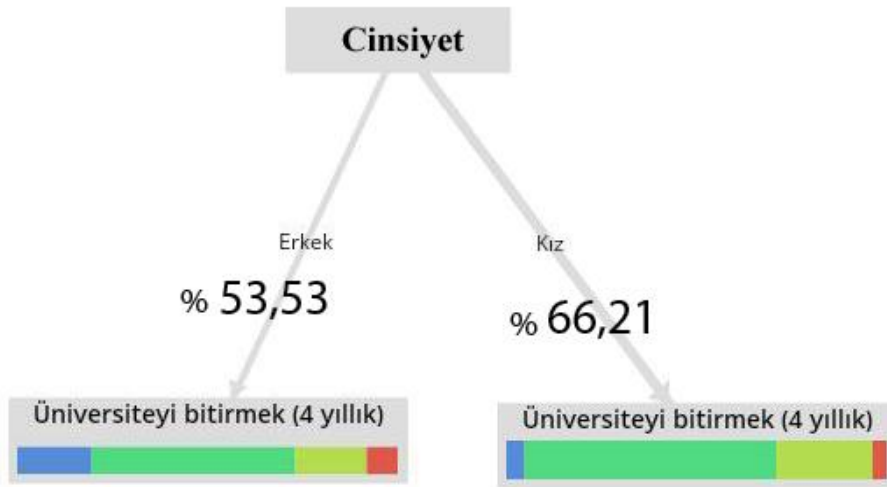 Cinsiyet
Erkek
Kız
% 53,53
% 66,21
Üniversiteyi bitirmek (4 yıllık)
Üniversiteyi bitirmek (4 yıllık)